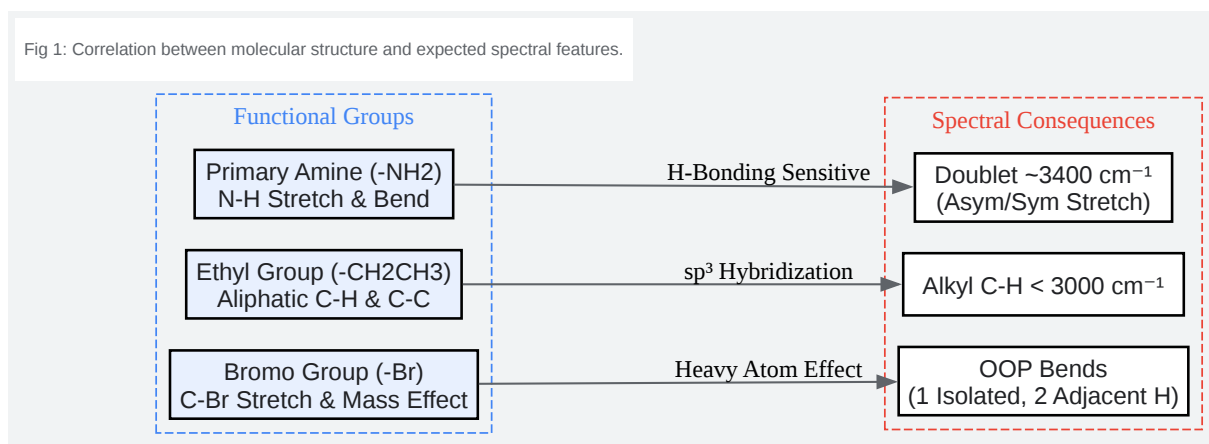 Fig 1: Correlation between molecular structure and expected spectral features.
Functional Groups
Spectral Consequences
Primary Amine (-NH2)
N-H Stretch & Bend
H-Bonding Sensitive
Doublet ~3400 cm⁻¹
(Asym/Sym Stretch)
Ethyl Group (-CH2CH3)
Aliphatic C-H & C-C
sp³ Hybridization
Alkyl C-H < 3000 cm⁻¹
Bromo Group (-Br)
C-Br Stretch & Mass Effect
Heavy Atom Effect
OOP Bends
(1 Isolated, 2 Adjacent H)